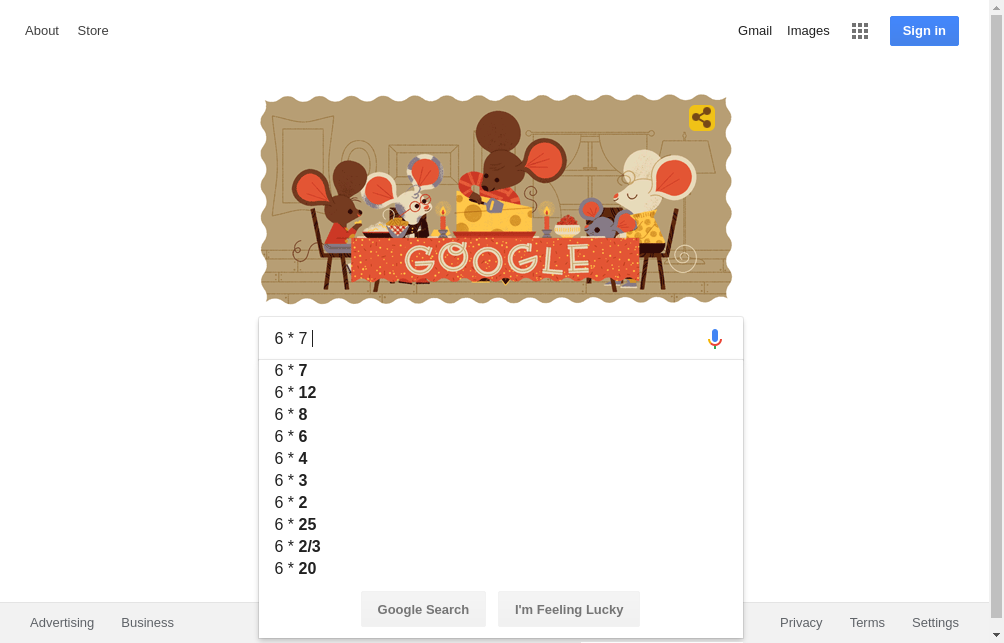 About Store Gmail Images Sign in
GOOGLE
6 * 7
6 * 7
6 * 12
6 * 8
6 * 6
6 * 4
6 * 3
6 * 2
6 * 25
6 * 2/3
6 * 20
Google Search I'm Feeling Lucky
Advertising Business Privacy Terms Settings